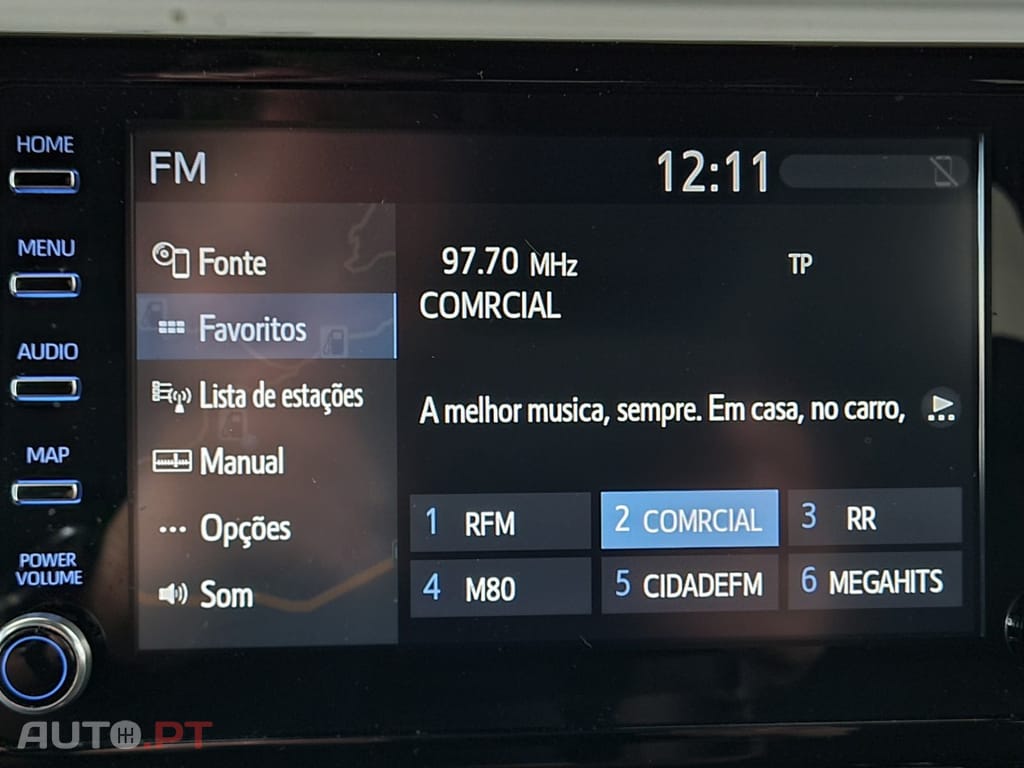 HOME
MENU
AUDIO
MAP
POWER
VOLUME
FM
12:11
Fonte
Favoritos
Lista de estações
Manual
Opções
Som
97.70 MHz
TP
COMRCIAL
A melhor musica, sempre. Em casa, no carro,
1 RFM
2 COMRCIAL
3 RR
4 M80
5 CIDADEFM
6 MEGAHITS
AUTO.PT